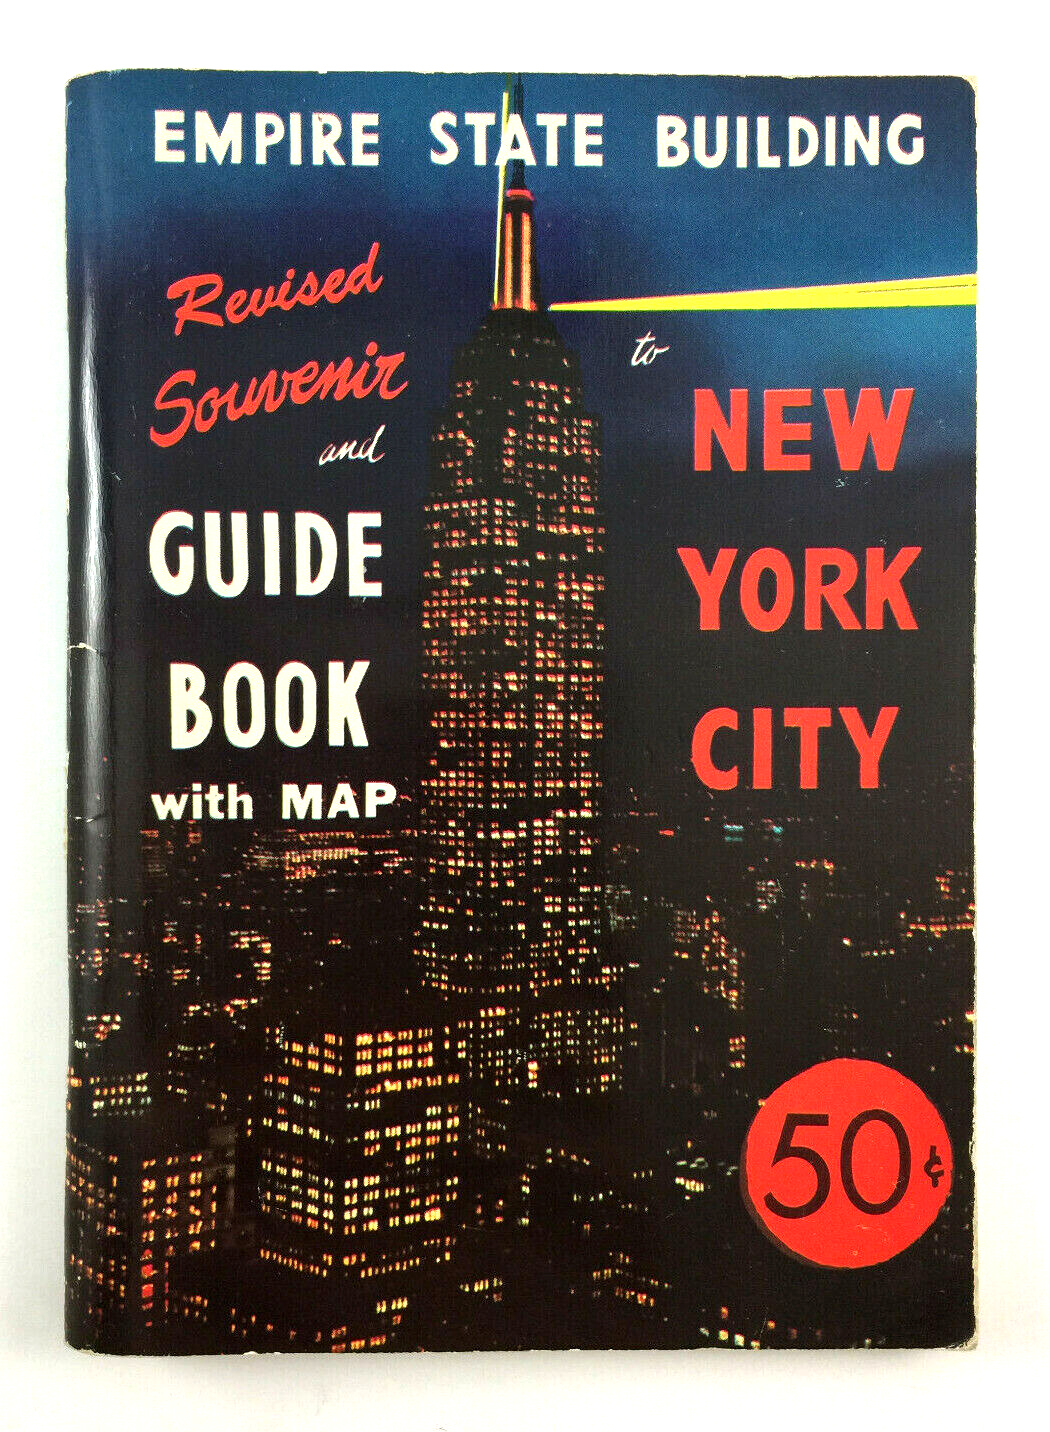 EMPIRE STATE BUILDING
Revised
Souvenir
and
GUIDE
BOOK
with MAP
to
NEW
YORK
CITY
50¢